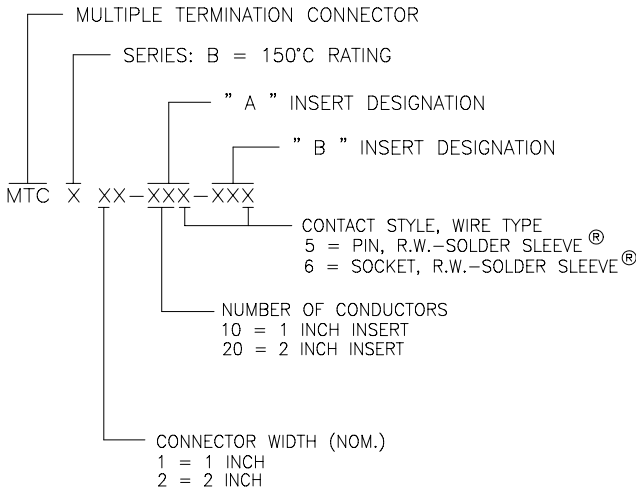 MULTIPLE TERMINATION CONNECTOR
SERIES: B = 150°C RATING
" A " INSERT DESIGNATION
" B " INSERT DESIGNATION
MTC X XX-XXX-XXX
CONTACT STYLE, WIRE TYPE
5 = PIN, R.W.-SOLDER SLEEVE®
6 = SOCKET, R.W.-SOLDER SLEEVE®
NUMBER OF CONDUCTORS
10 = 1 INCH INSERT
20 = 2 INCH INSERT
CONNECTOR WIDTH (NOM.)
1 = 1 INCH
2 = 2 INCH